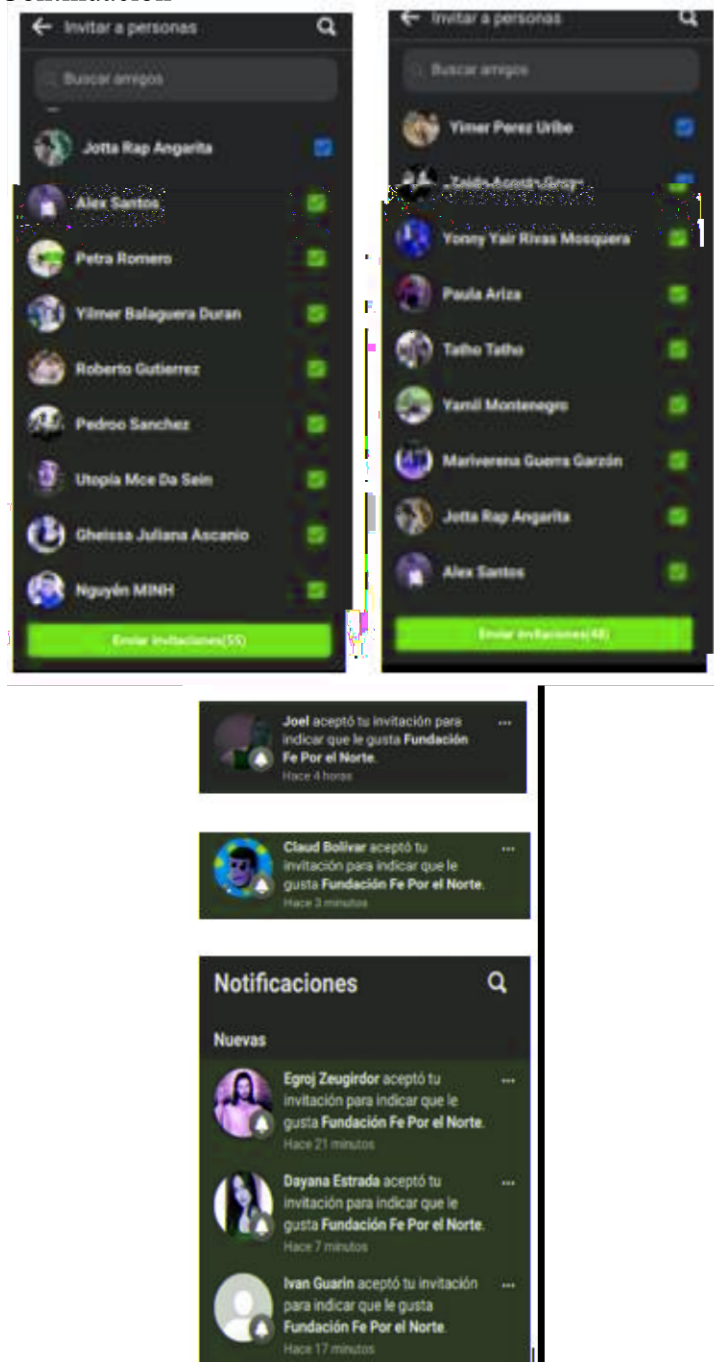 Continuación
Invitar a personas
Buscar amigos
Jotta Rap Angarita
Alex Santos
Petra Romero
Yilmer Balaguera Duran
Roberto Gutierrez
Pedroo Sanchez
Utopía Mce Da Sein
Gheissa Juliana Ascanio
Nguyén MINH
Enviar invitaciones(55)
Invitar a personas
Buscar amigos
Yimer Perez Uribe
Yonny Yair Rivas Mosquera
Paula Ariza
Tatho Tatho
Yamil Montenegro
Mariverena Guerra Garzón
Jotta Rap Angarita
Alex Santos
Enviar invitaciones(48)
Joel aceptó tu invitación para
indicar que le gusta Fundación
Fe Por el Norte.
Hace 4 horas
Claud Bolívar aceptó tu
invitación para indicar que le
gusta Fundación Fe Por el Norte.
Hace 3 minutos
Notificaciones
Nuevas
Egroj Zeugirdor aceptó tu
invitación para indicar que le
gusta Fundación Fe Por el Norte.
Hace 21 minutos
Dayana Estrada aceptó tu
invitación para indicar que le
gusta Fundación Fe Por el Norte.
Hace 7 minutos
Ivan Guarin aceptó tu invitación
para indicar que le gusta
Fundación Fe Por el Norte.
Hace 17 minutos